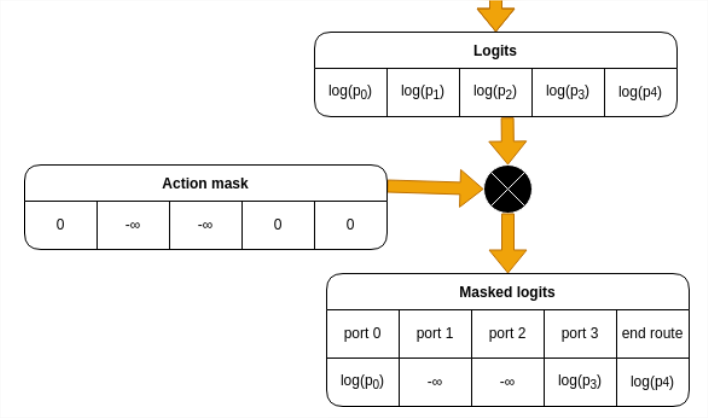 Logits
log(p₀) log(p₁) log(p₂) log(p₃) log(p4)
Action mask
0 -∞ -∞ 0 0
Masked logits
port 0 port 1 port 2 port 3 end route
log(p₀) -∞ -∞ log(p₃) log(p4)